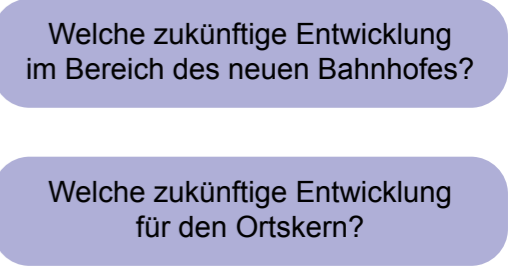 Welche zukünftige Entwicklung
im Bereich des neuen Bahnhofes?
Welche zukünftige Entwicklung
für den Ortskern?